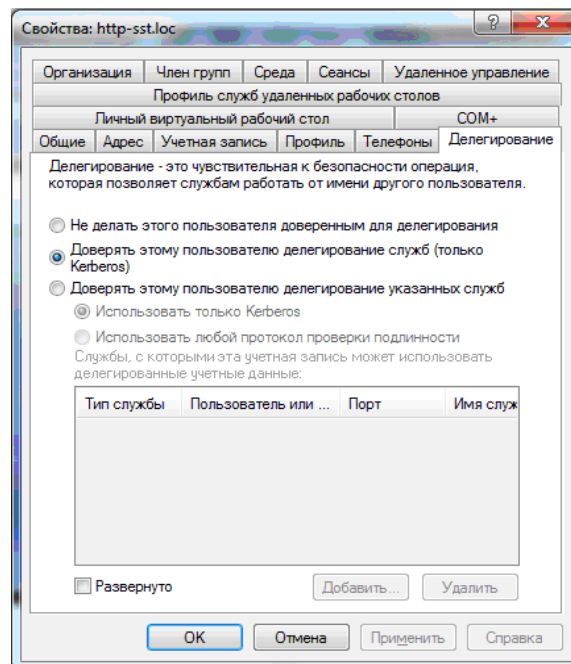 Свойства: http-sst.loc
Организация Член групп Среда Сеансы Удаленное управление
Профиль служб удаленных рабочих столов
Личный виртуальный рабочий стол COM+
Общие Адрес Учетная запись Профиль Телефоны Делегирование
Делегирование - это чувствительная к безопасности операция,
которая позволяет службам работать от имени другого пользователя.
Не делать этого пользователя доверенным для делегирования
Доверять этому пользователю делегирование служб (только
Kerberos)
Доверять этому пользователю делегирование указанных служб
Использовать только Kerberos
Использовать любой протокол проверки подлинности
Службы, с которыми эта учетная запись может использовать
делегированные учетные данные:
Тип службы Пользователь или ... Порт Имя служ
Развернуто Добавить... Удалить
OK Отмена Применить Справка